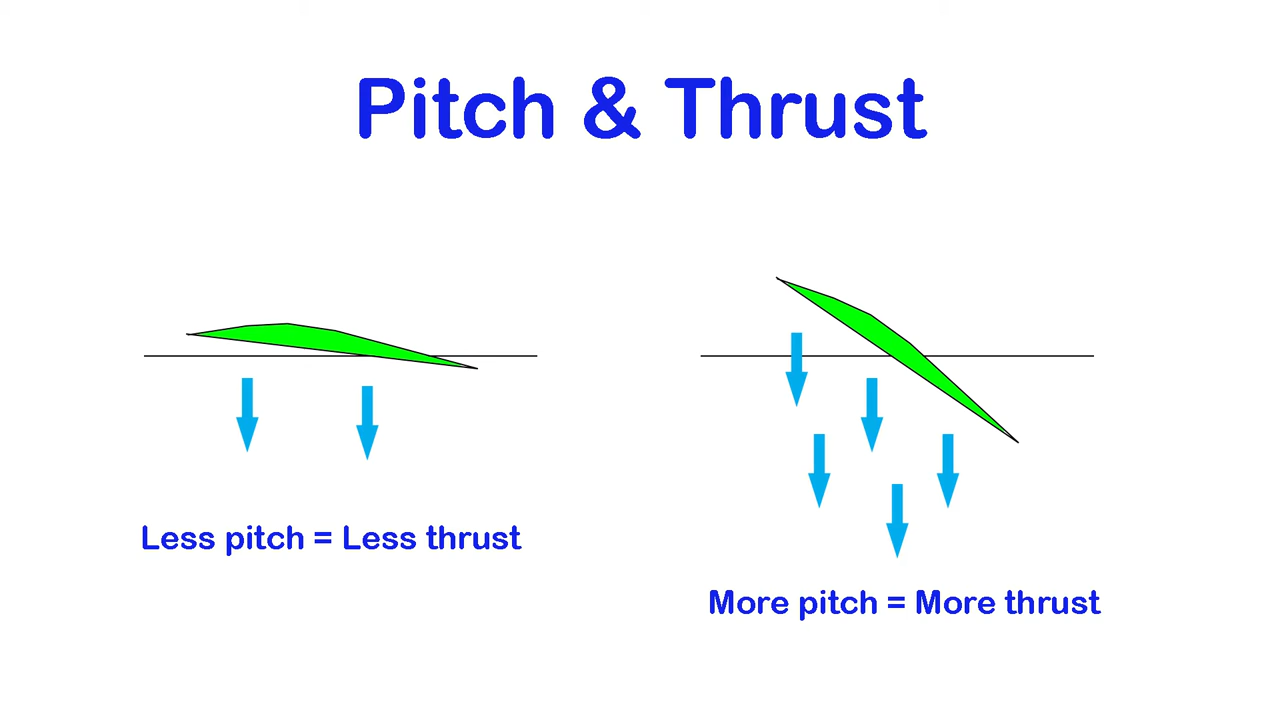 Pitch & Thrust
Less pitch = Less thrust
More pitch = More thrust